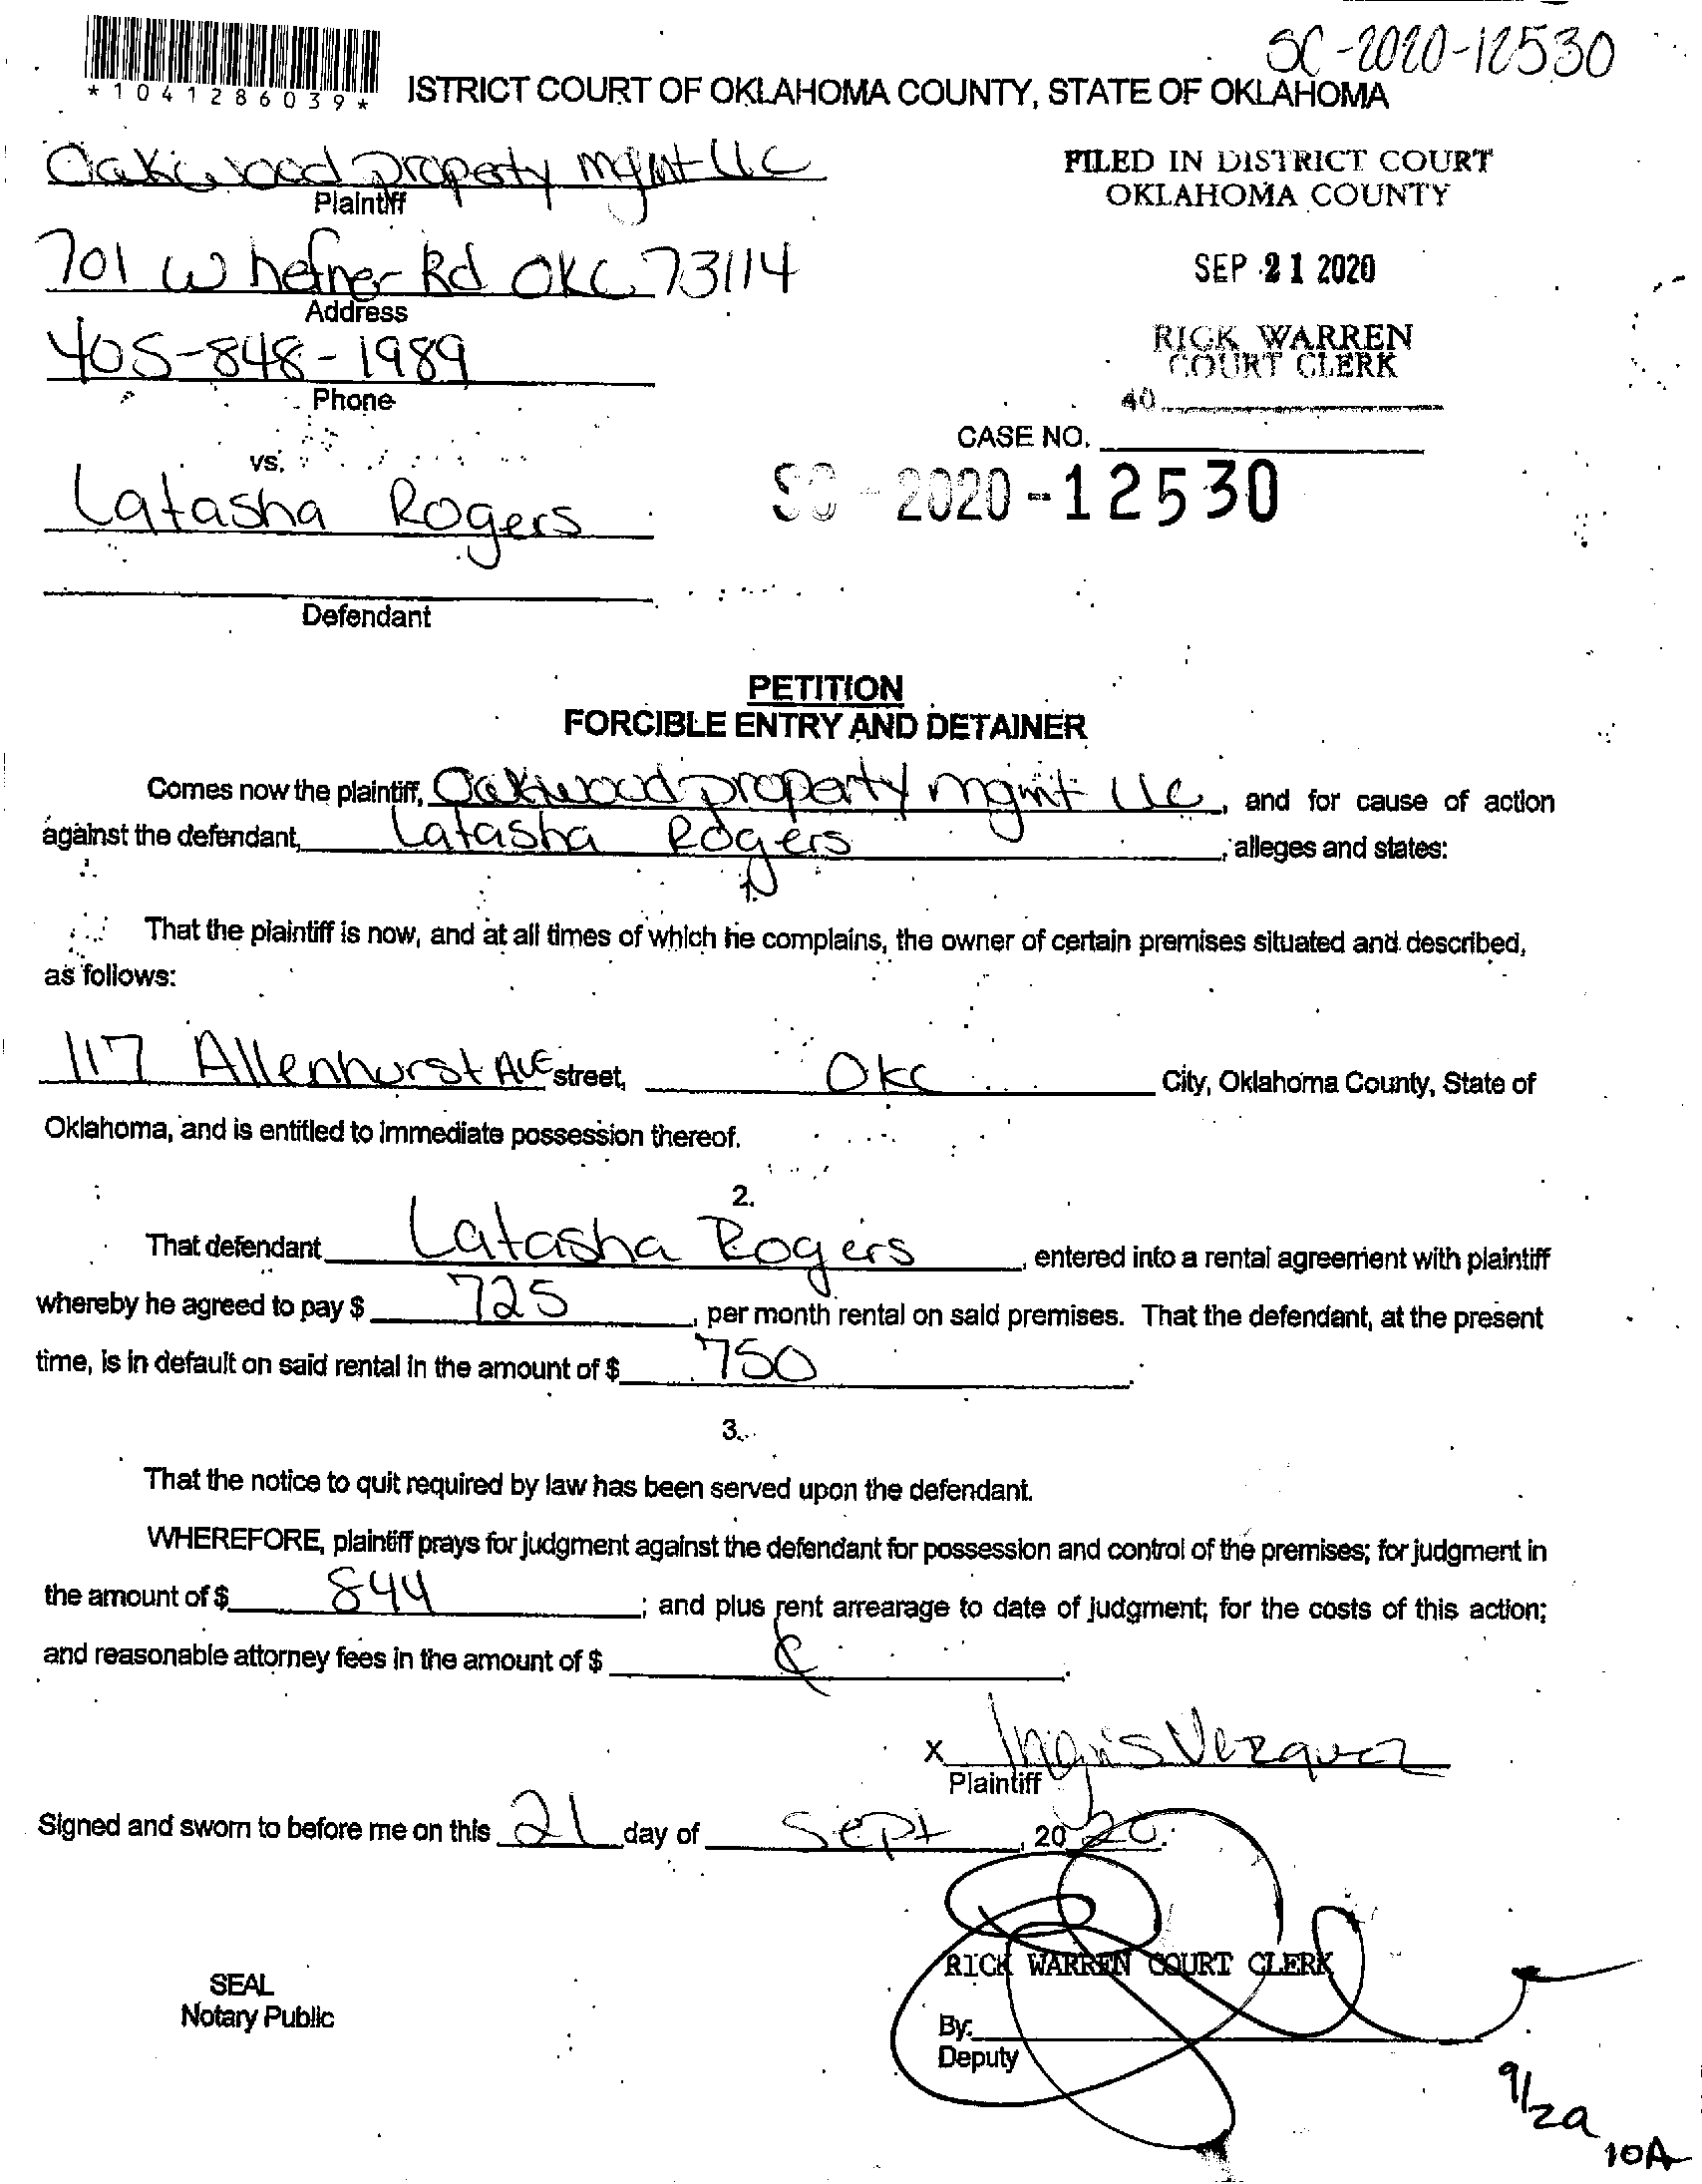 SC-2020-12530
*1041286039*
ISTRICT COURT OF OKLAHOMA COUNTY, STATE OF OKLAHOMA
Oakwood property mgmt llc
Plaintiff
FILED IN DISTRICT COURT
OKLAHOMA COUNTY
701 W hefner Rd OKC 73114
Address
SEP 21 2020
405-848-1989
Phone
RICK WARREN
COURT CLERK
40
CASE NO.
vs.
SC-2020-12530
Latasha Rogers
Defendant
PETITION
FORCIBLE ENTRY AND DETAINER
Comes now the plaintiff, Oakwood property mgmt llc, and for cause of action
against the defendant, Latasha Rogers, alleges and states:
1.
That the plaintiff is now, and at all times of which he complains, the owner of certain premises situated and described,
as follows:
117 Allenhurst Ave street, OKC City, Oklahoma County, State of
Oklahoma, and is entitled to immediate possession thereof.
2.
That defendant Latasha Rogers, entered into a rental agreement with plaintiff
whereby he agreed to pay $ 725, per month rental on said premises. That the defendant, at the present
time, is in default on said rental in the amount of $ 750.
3.
That the notice to quit required by law has been served upon the defendant.
WHEREFORE, plaintiff prays for judgment against the defendant for possession and control of the premises; for judgment in
the amount of $ 844; and plus rent arrearage to date of judgment; for the costs of this action;
and reasonable attorney fees in the amount of $
x
Plaintiff
Signed and sworn to before me on this 21 day of Sept, 2020.
RICK WARREN COURT CLERK
SEAL
Notary Public
By:
Deputy
9/29
10A